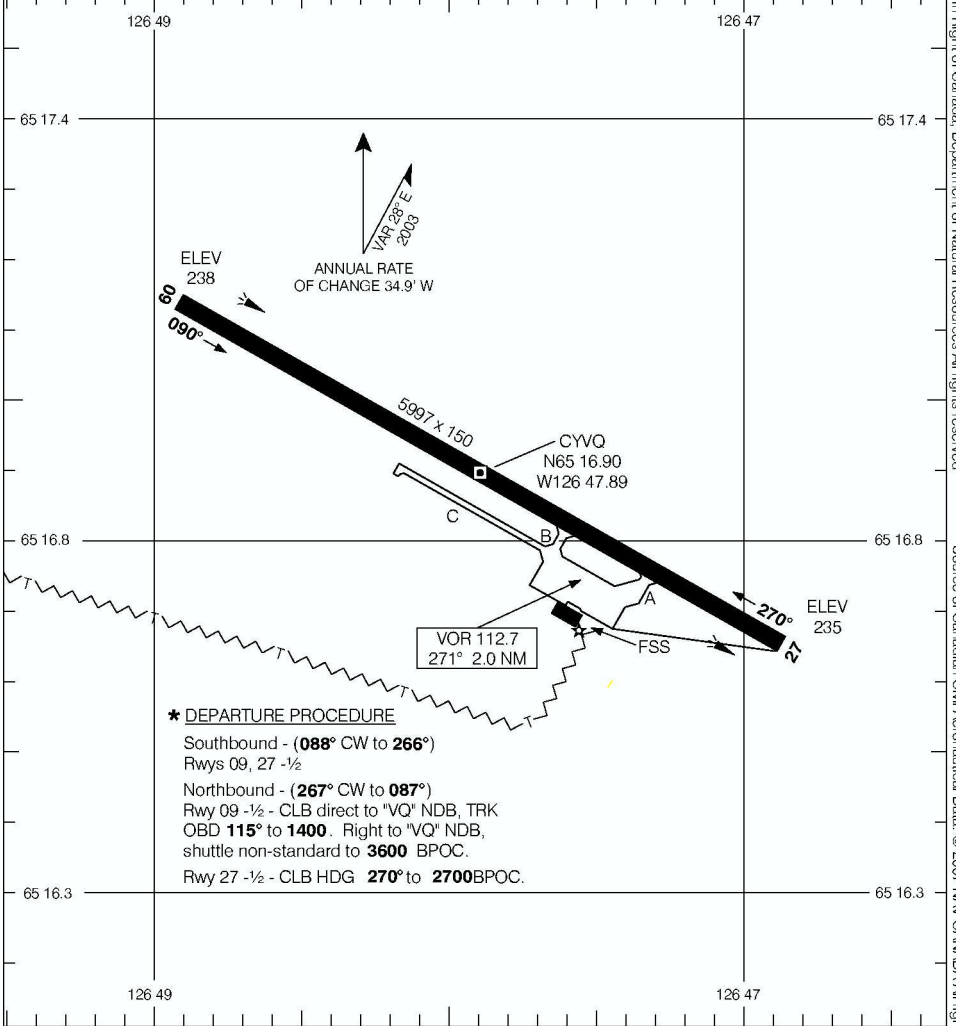 126 49
126 47
65 17.4
65 17.4
VAR 28° E
2003
ANNUAL RATE
OF CHANGE 34.9' W
ELEV
238
09
090°
5997 x 150
CYVQ
N65 16.90
W126 47.89
C
B
65 16.8
65 16.8
A
270°
ELEV
235
27
T
T
T
T
T
VOR 112.7
271° 2.0 NM
FSS
* DEPARTURE PROCEDURE
Southbound - (088° CW to 266°)
Rwys 09, 27 -½
Northbound - (267° CW to 087°)
Rwy 09 -½ - CLB direct to "VQ" NDB, TRK
OBD 115° to 1400. Right to "VQ" NDB,
shuttle non-standard to 3600 BPOC.
Rwy 27 -½ - CLB HDG 270° to 2700BPOC.
65 16.3
65 16.3
126 49
126 47